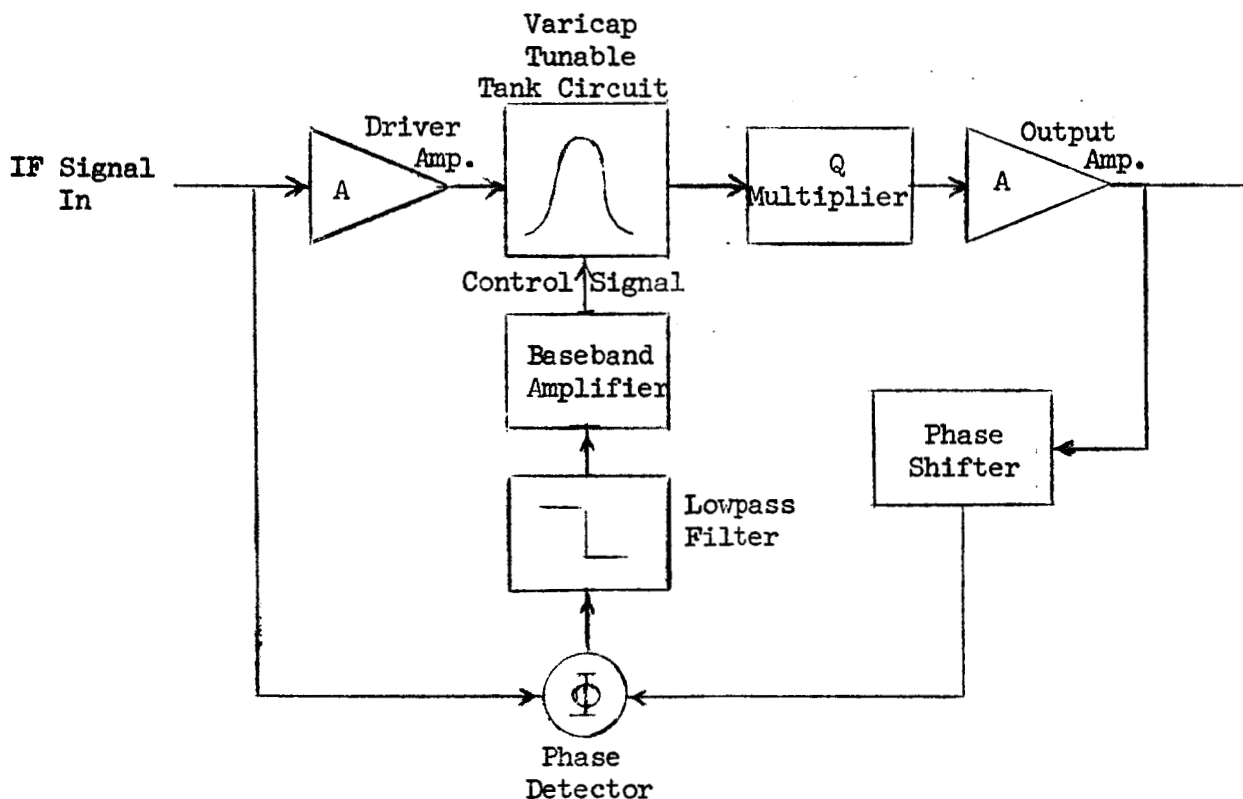 Varicap
Tunable
Tank Circuit
Driver
Amp.
Output
Amp.
IF Signal
In
A
Q
Multiplier
A
Control Signal
Baseband
Amplifier
Phase
Shifter
Lowpass
Filter
Φ
Phase
Detector